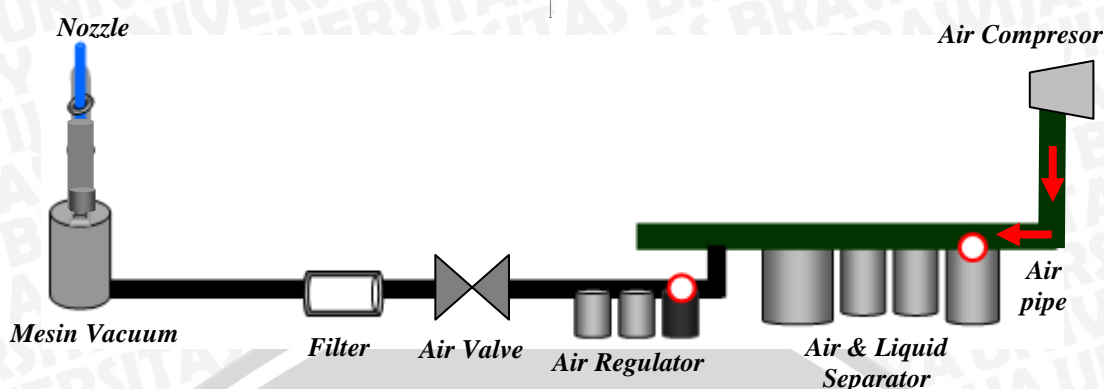 Nozzle
Air Compresor
Air
pipe
Mesin Vacuum
Filter
Air Valve
Air Regulator
Air & Liquid
Separator